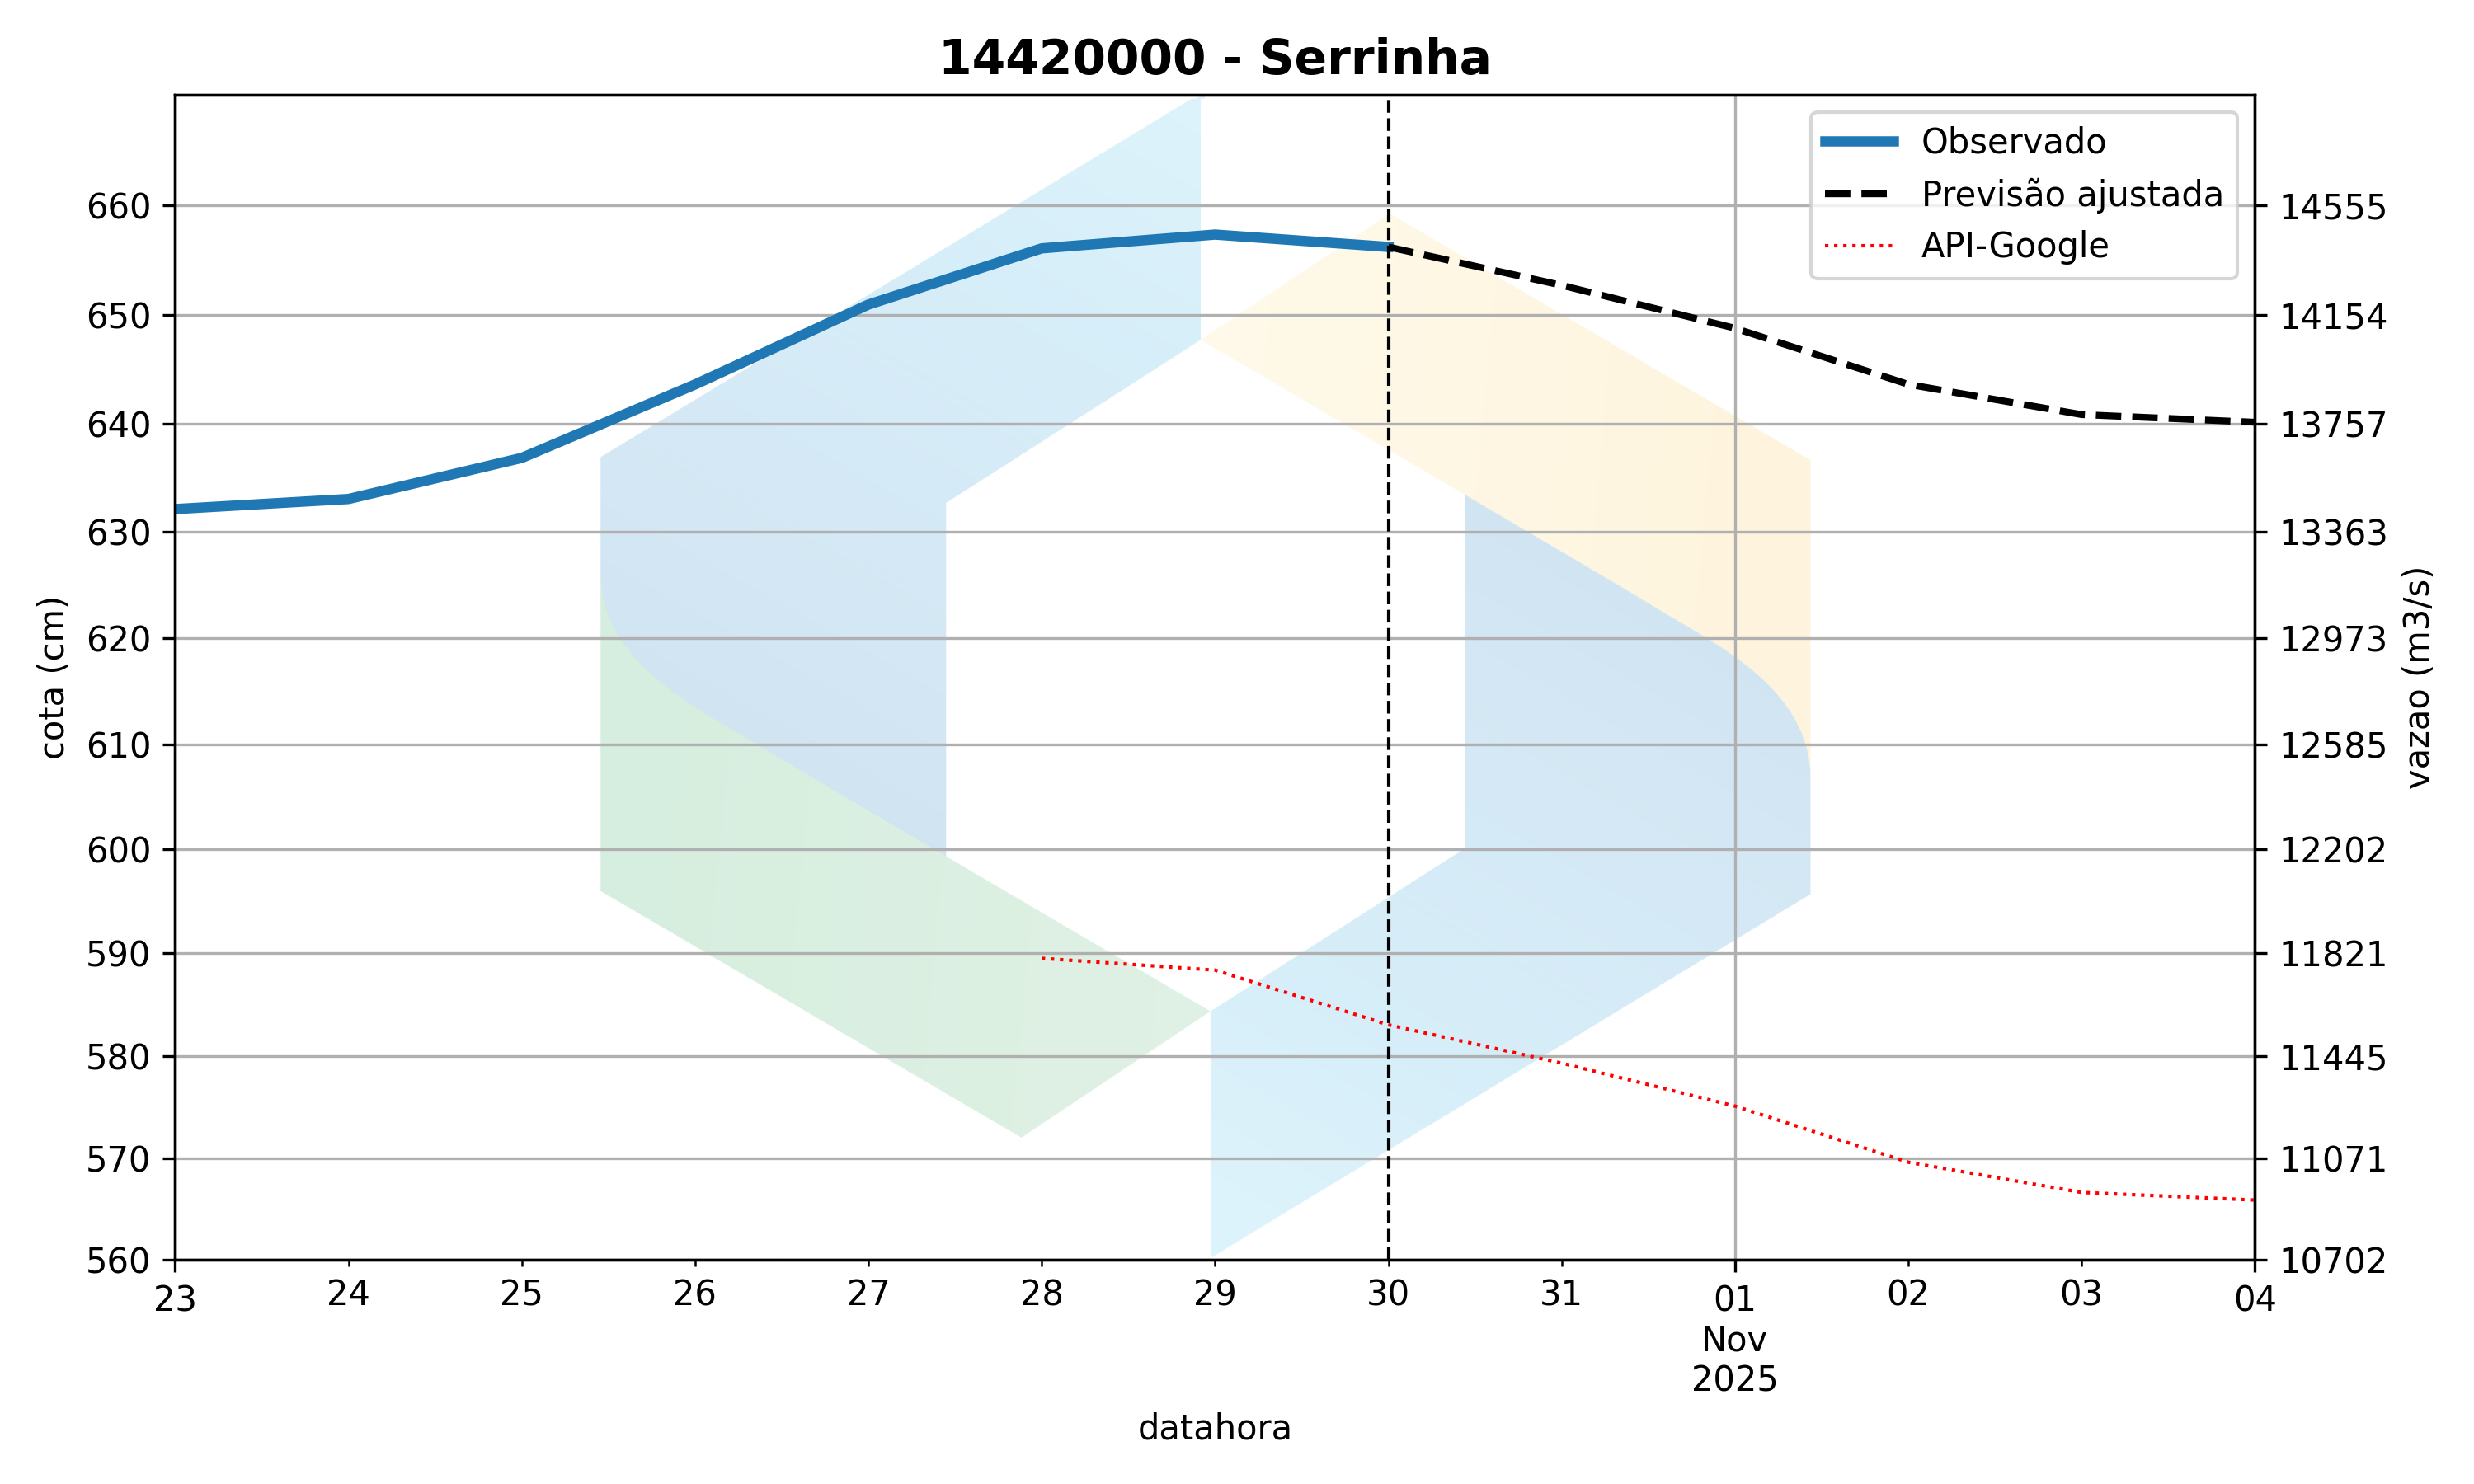 14420000 - Serrinha
Observado
Previsão ajustada
API-Google
660
650
640
630
620
610
600
590
580
570
560
cota (cm)
14555
14154
13757
13363
12973
12585
12202
11821
11445
11071
10702
vazao (m3/s)
23 24 25 26 27 28 29 30 31 01 02 03 04
Nov
2025
datahora